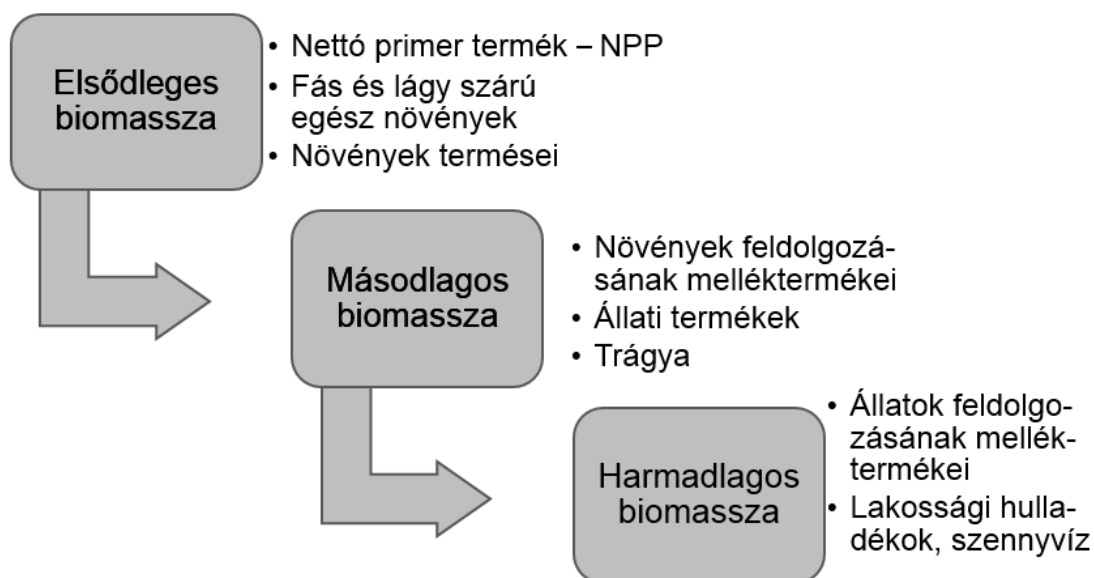 Elsődleges
biomassza
• Nettó primer termék – NPP
• Fás és lágy szárú
egész növények
• Növények termései
Másodlagos
biomassza
• Növények feldolgozá-
sának melléktermékei
• Állati termékek
• Trágya
Harmadlagos
biomassza
• Állatok feldolgo-
zásának mellék-
termékei
• Lakossági hulla-
dékok, szennyvíz